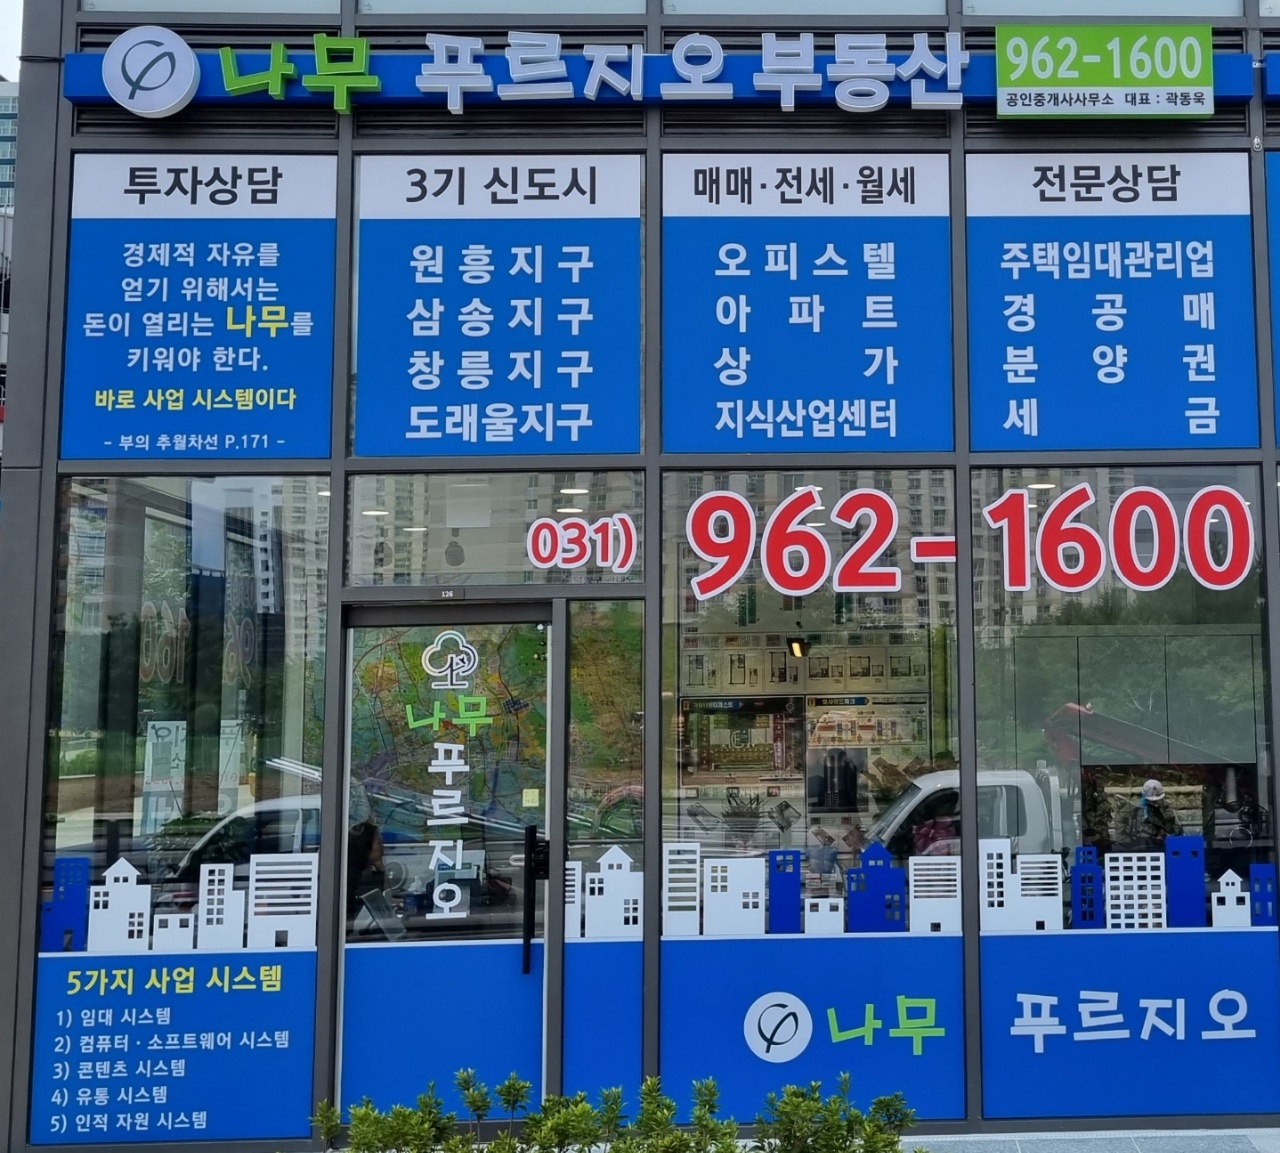 나무 푸르지오 부동산
962-1600
공인중개사사무소 대표 : 곽동욱
투자상담
경제적 자유를
얻기 위해서는
돈이 열리는 나무를
키워야 한다.
바로 사업 시스템이다
- 부의 추월차선 P.171 -
3기 신도시
원흥지구
삼송지구
창릉지구
도래울지구
매매·전세·월세
오피스텔
아파트
상가
지식산업센터
전문상담
주택임대관리업
경공매
분양권
세금
031) 962-1600
126
나무
푸르지오
5가지 사업 시스템
1) 임대 시스템
2) 컴퓨터·소프트웨어 시스템
3) 콘텐츠 시스템
4) 유통 시스템
5) 인적 자원 시스템
나무 푸르지오